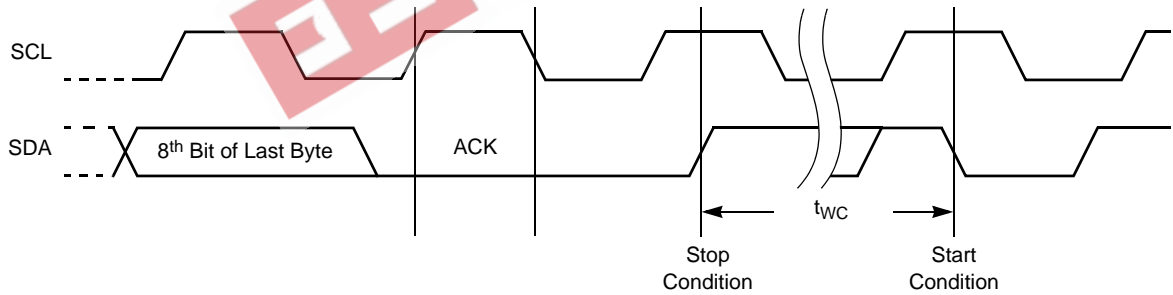 SCL
SDA
8th Bit of Last Byte
ACK
tWC
Stop
Condition
Start
Condition